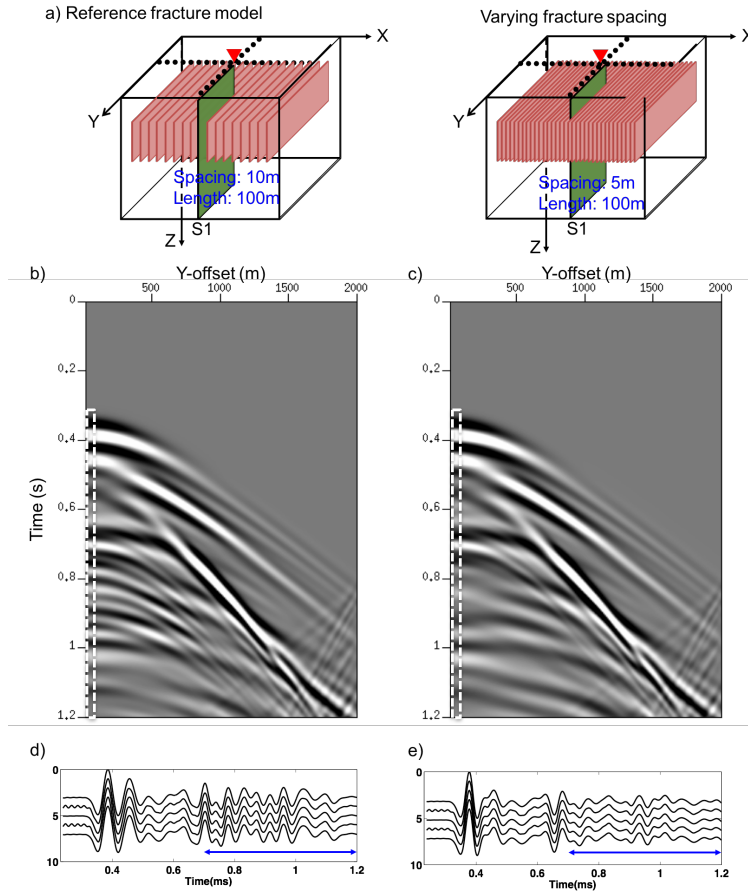 a) Reference fracture model
Varying fracture spacing
X
Y
Spacing: 10m
Length: 100m
S1
Z
X
Y
Spacing: 5m
Length: 100m
S1
Z
b)
Y-offset (m)
500 1000 1500 2000
0
0.2
0.4
0.6
0.8
1
1.2
Time (s)
c)
Y-offset (m)
500 1000 1500 2000
0
0.2
0.4
0.6
0.8
1
1.2
d)
0
5
10
0.4 0.6 0.8 1 1.2
Time(ms)
e)
0
5
10
0.4 0.6 0.8 1 1.2
Time(ms)